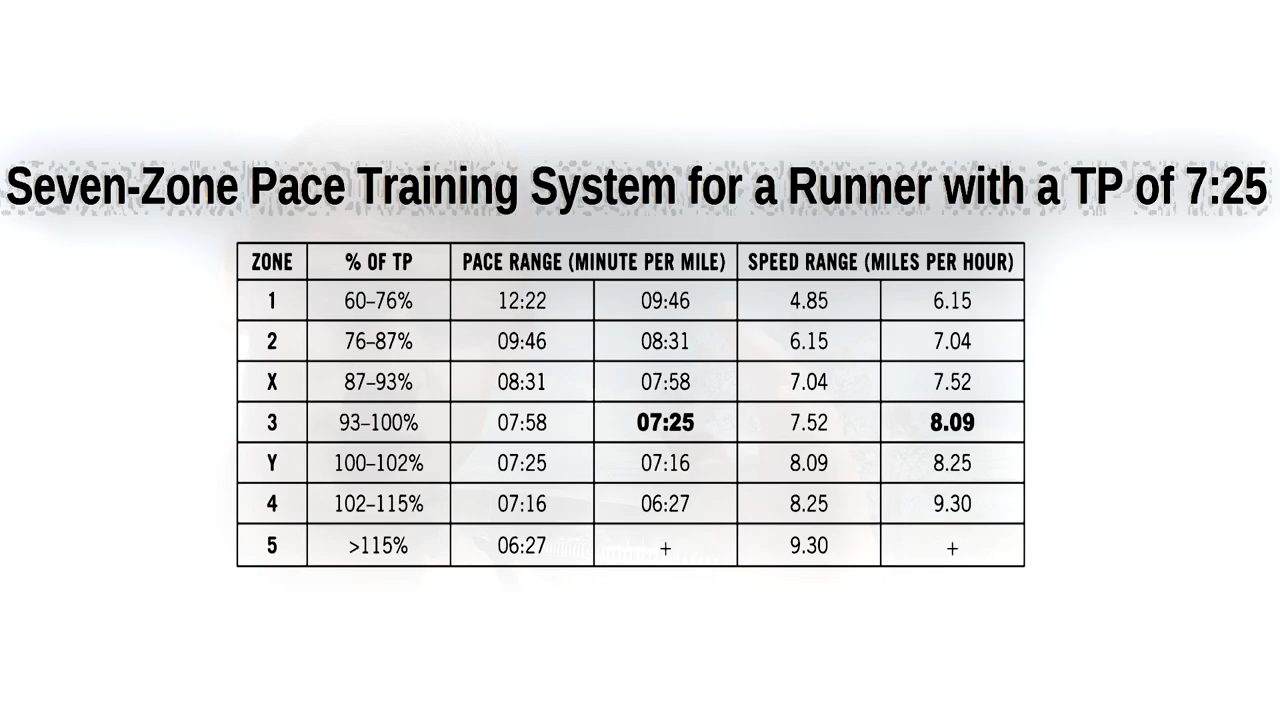 Seven-Zone Pace Training System for a Runner with a TP of 7:25
ZONE % OF TP PACE RANGE (MINUTE PER MILE) SPEED RANGE (MILES PER HOUR)
1 60–76% 12:22 09:46 4.85 6.15
2 76–87% 09:46 08:31 6.15 7.04
X 87–93% 08:31 07:58 7.04 7.52
3 93–100% 07:58 07:25 7.52 8.09
Y 100–102% 07:25 07:16 8.09 8.25
4 102–115% 07:16 06:27 8.25 9.30
5 >115% 06:27 + 9.30 +